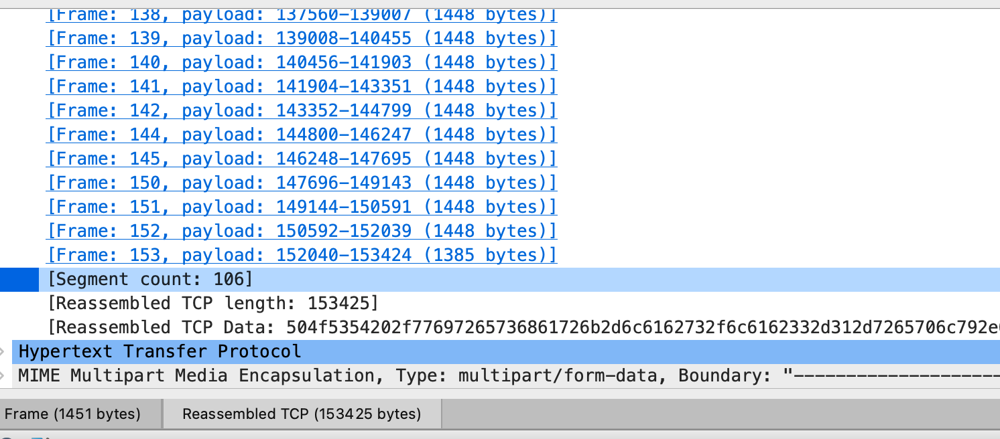 [Frame: 138, payload: 137560-139007 (1448 bytes)]
[Frame: 139, payload: 139008-140455 (1448 bytes)]
[Frame: 140, payload: 140456-141903 (1448 bytes)]
[Frame: 141, payload: 141904-143351 (1448 bytes)]
[Frame: 142, payload: 143352-144799 (1448 bytes)]
[Frame: 144, payload: 144800-146247 (1448 bytes)]
[Frame: 145, payload: 146248-147695 (1448 bytes)]
[Frame: 150, payload: 147696-149143 (1448 bytes)]
[Frame: 151, payload: 149144-150591 (1448 bytes)]
[Frame: 152, payload: 150592-152039 (1448 bytes)]
[Frame: 153, payload: 152040-153424 (1385 bytes)]
[Segment count: 106]
[Reassembled TCP length: 153425]
[Reassembled TCP Data: 504f5354202f77697265736861726b2d6c6162732f6c6162332d312d7265706c792e
Hypertext Transfer Protocol
MIME Multipart Media Encapsulation, Type: multipart/form-data, Boundary: "--------------------
Frame (1451 bytes) Reassembled TCP (153425 bytes)